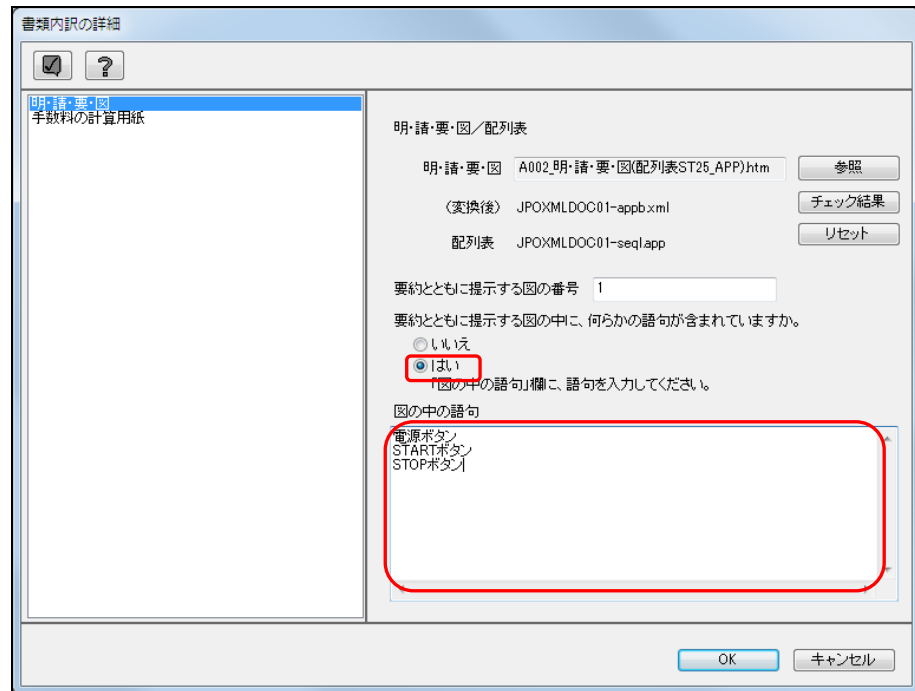 書類内訳の詳細
?
明・請・要・図
手数料の計算用紙
明・請・要・図／配列表
明・請・要・図 A002_明・請・要・図(配列表ST25_APP).htm 参照
（変換後） JPOXMLDOC01-appb.xml チェック結果
配列表 JPOXMLDOC01-seql.app リセット
要約とともに提示する図の番号 1
要約とともに提示する図の中に、何らかの語句が含まれていますか。
いいえ
はい
「図の中の語句」欄に、語句を入力してください。
図の中の語句
電源ボタン
STARTボタン
STOPボタン
OK キャンセル